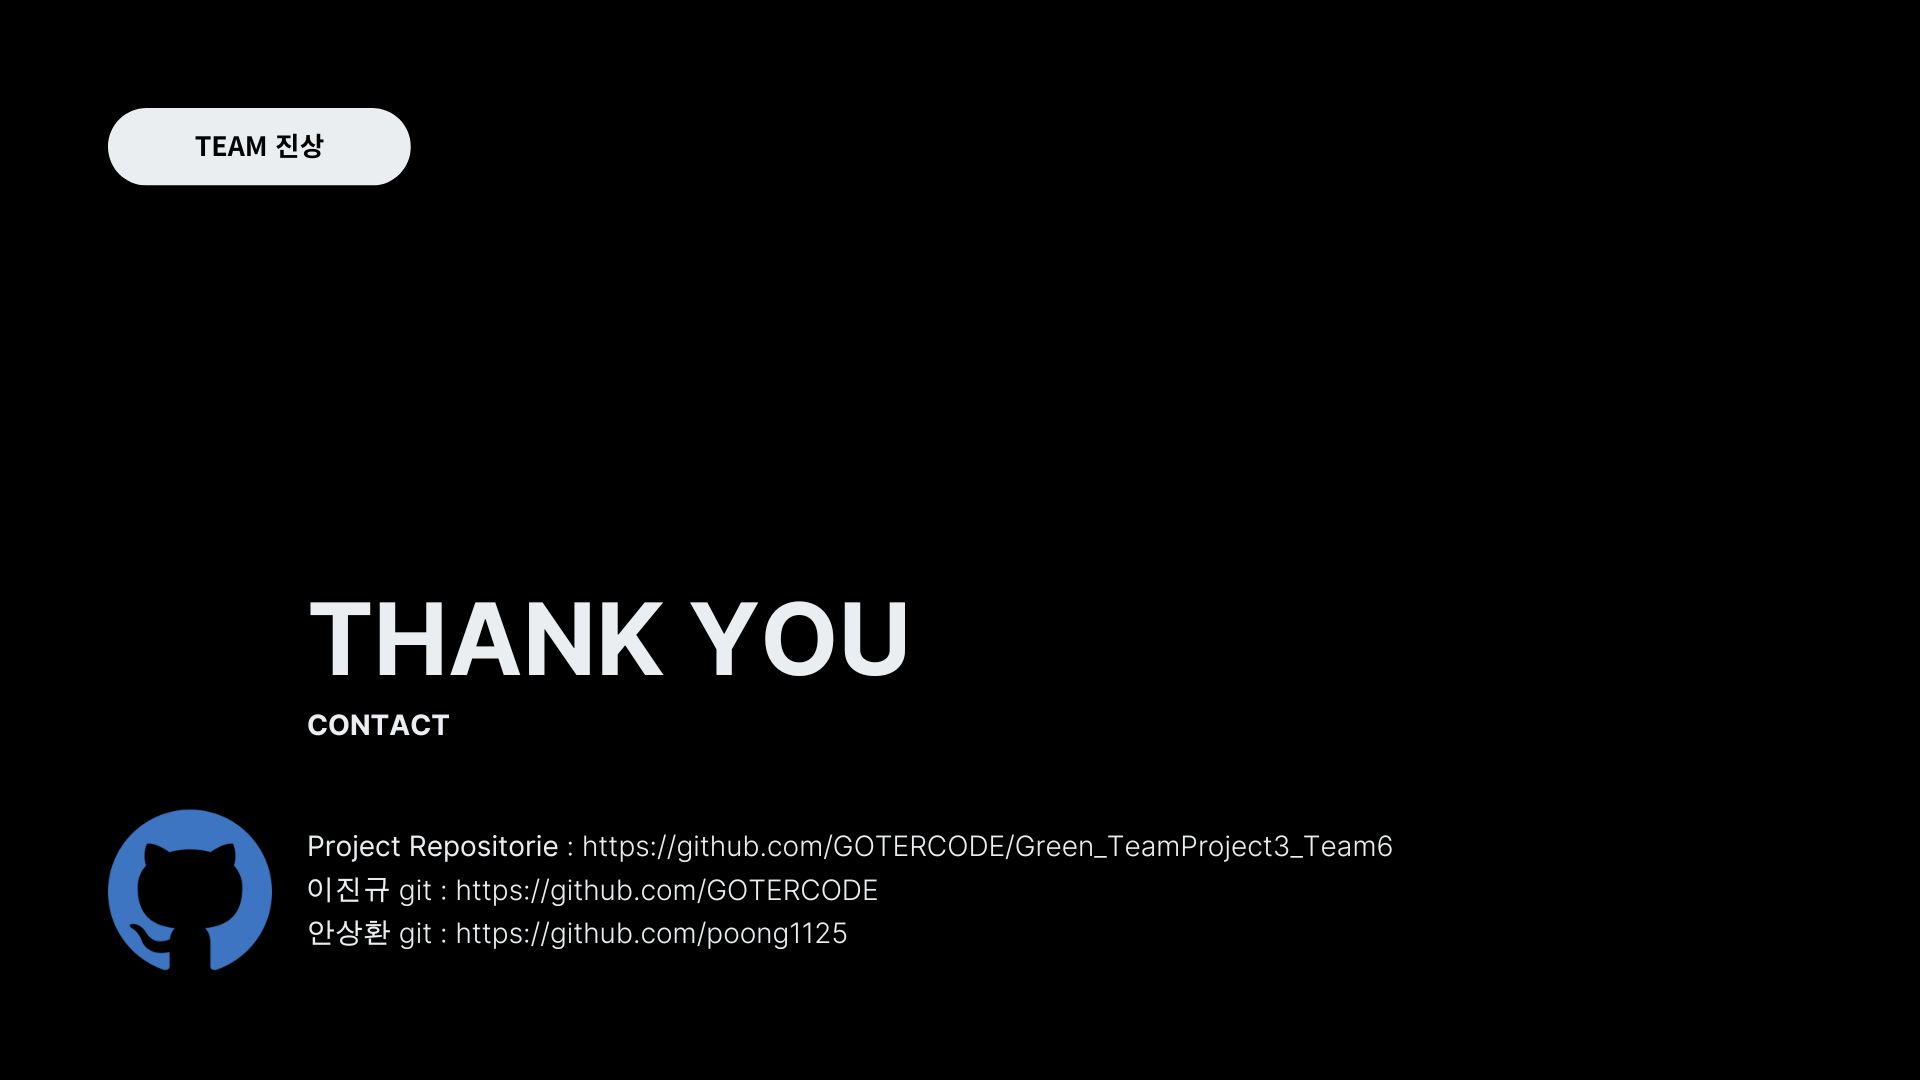 TEAM 진상
THANK YOU
CONTACT
Project Repositorie : https://github.com/GOTERCODE/Green_TeamProject3_Team6
이진규 git : https://github.com/GOTERCODE
안상환 git : https://github.com/poong1125